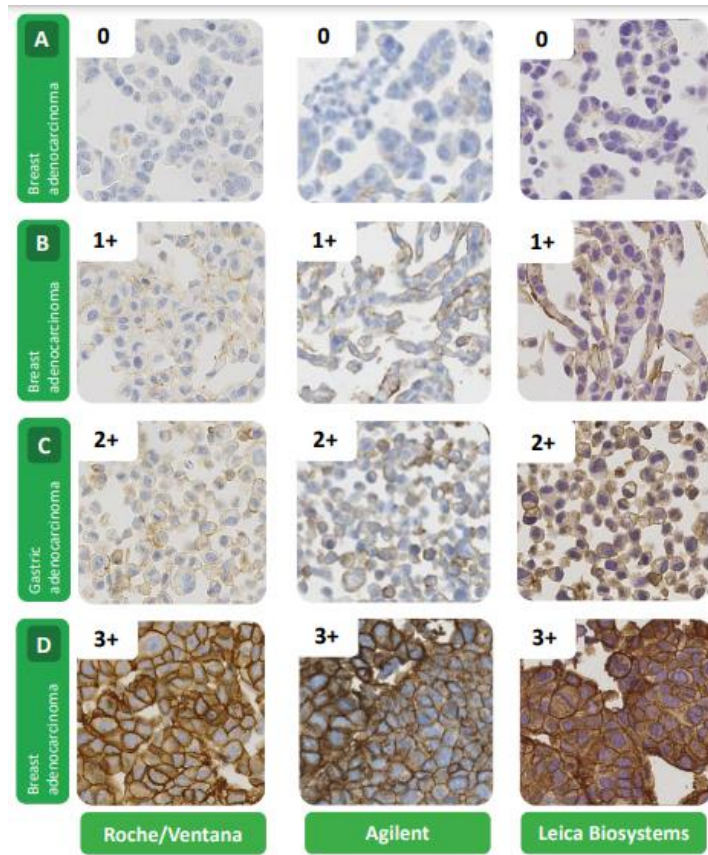 A
Breast
adenocarcinoma
0
0
0
B
Breast
adenocarcinoma
1+
1+
1+
C
Gastric
adenocarcinoma
2+
2+
2+
D
Breast
adenocarcinoma
3+
3+
3+
Roche/Ventana
Agilent
Leica Biosystems